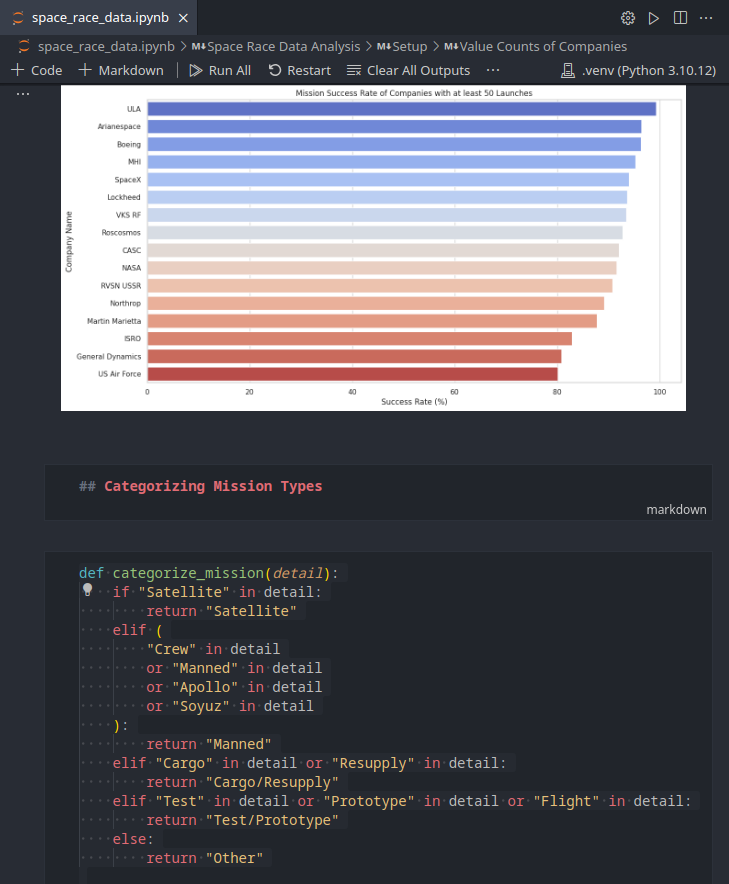 space_race_data.ipynb ×
space_race_data.ipynb > M↓Space Race Data Analysis > M↓Setup > M↓Value Counts of Companies
+ Code + Markdown | Run All Restart Clear All Outputs ··· .venv (Python 3.10.12)
Mission Success Rate of Companies with at least 50 Launches
Company Name
ULA
Arianespace
Boeing
MHI
SpaceX
Lockheed
VKS RF
Roscosmos
CASC
NASA
RVSN USSR
Northrop
Martin Marietta
ISRO
General Dynamics
US Air Force
0 20 40 60 80 100
Success Rate (%)
## Categorizing Mission Types
markdown
def categorize_mission(detail):
    if "Satellite" in detail:
        return "Satellite"
    elif (
        "Crew" in detail
        or "Manned" in detail
        or "Apollo" in detail
        or "Soyuz" in detail
    ):
        return "Manned"
    elif "Cargo" in detail or "Resupply" in detail:
        return "Cargo/Resupply"
    elif "Test" in detail or "Prototype" in detail or "Flight" in detail:
        return "Test/Prototype"
    else:
        return "Other"